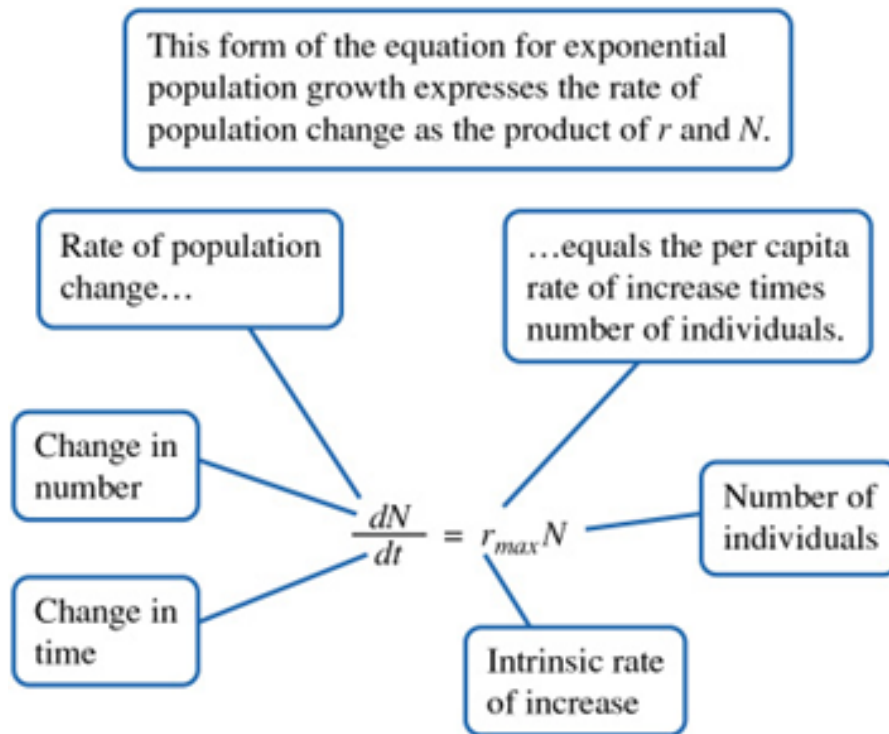 This form of the equation for exponential
population growth expresses the rate of
population change as the product of r and N.
Rate of population
change…
…equals the per capita
rate of increase times
number of individuals.
Change in
number
dN
dt
= r_max N
Number of
individuals
Change in
time
Intrinsic rate
of increase